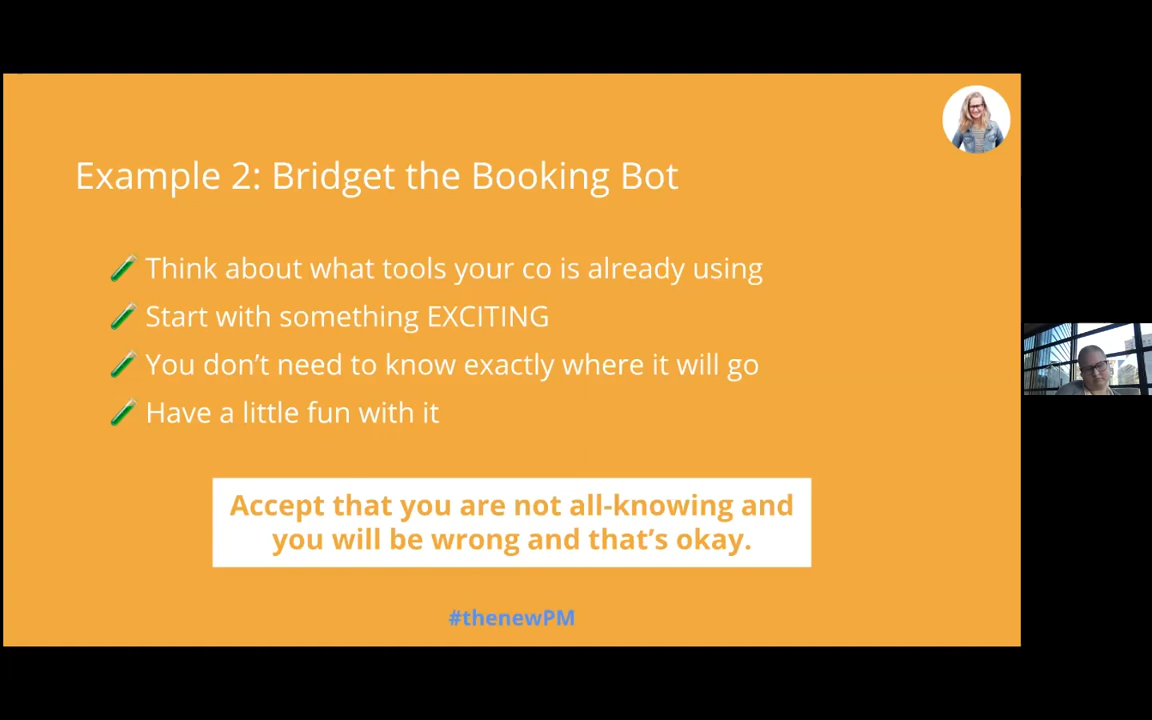 Example 2: Bridget the Booking Bot
Think about what tools your co is already using
Start with something EXCITING
You don’t need to know exactly where it will go
Have a little fun with it
Accept that you are not all-knowing and
you will be wrong and that’s okay.
#thenewPM